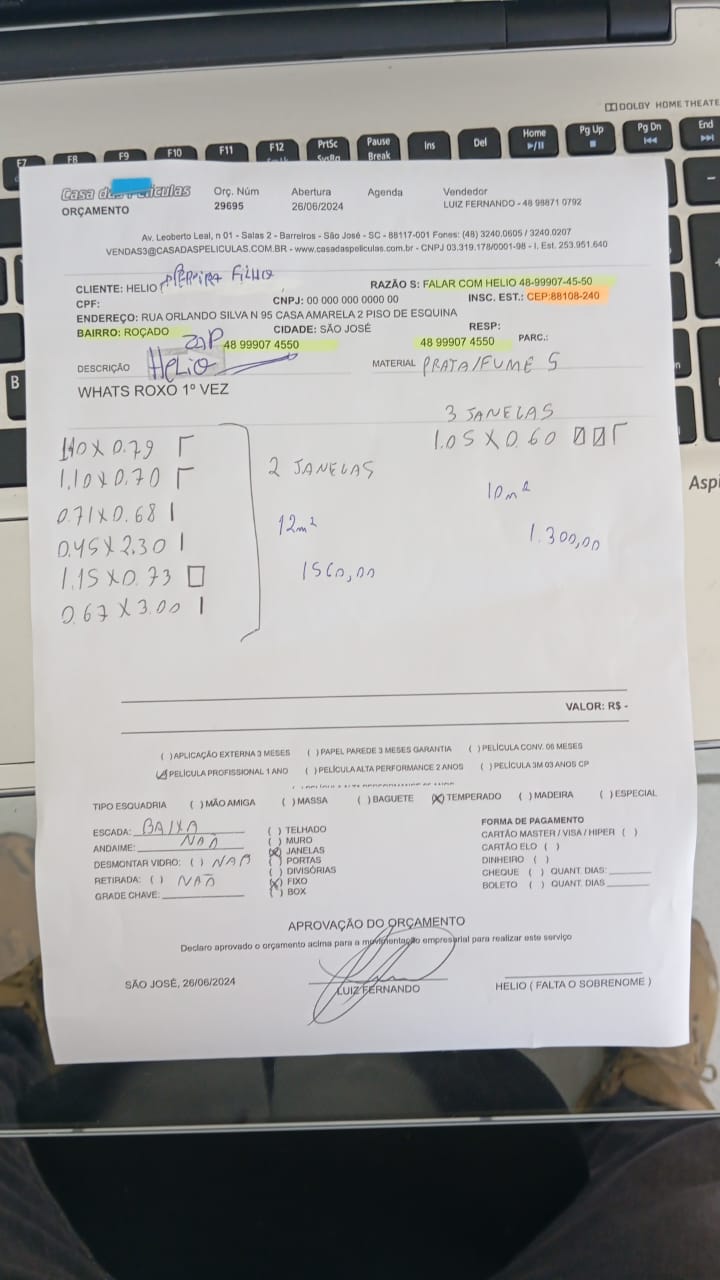 DOLBY HOME THEATE
F7 F8 F9 F10 F11 F12 PrtSc Pause Ins Del Home Pg Up Pg Dn End
SysRq Break
Casa d s P lículas
ORÇAMENTO
Orç. Núm Abertura Agenda Vendedor
29695 26/06/2024 LUIZ FERNANDO - 48 98871 0792
Av. Leoberto Leal, n 01 - Salas 2 - Barreiros - São José - SC - 88117-001 Fones: (48) 3240.0605 / 3240.0207
VENDAS3@CASADASPELICULAS.COM.BR - www.casadaspeliculas.com.br - CNPJ 03.319.178/0001-98 - I. Est. 253.951.640
CLIENTE: HELIO PEREIRA FILHO RAZÃO S: FALAR COM HELIO 48-99907-45-50
CPF: CNPJ: 00 000 000 0000 00 INSC. EST.: CEP:88108-240
ENDEREÇO: RUA ORLANDO SILVA N 95 CASA AMARELA 2 PISO DE ESQUINA
BAIRRO: ROÇADO CIDADE: SÃO JOSÉ RESP:
ZAP 48 99907 4550 48 99907 4550 PARC.:
DESCRIÇÃO HELIO MATERIAL PRATA/FUME 5
WHATS ROXO 1º VEZ
3 JANELAS
1.05 X 0.60
1.10 X 0.79
1,10 X 0,70
0.71 X 0.68
0.45 X 2.30
1.15 X 0.73
0.67 X 3.00
2 JANELAS
12m²
1560,00
10m²
1.300,00
VALOR: R$ -
( )APLICAÇÃO EXTERNA 3 MESES ( )PAPEL PAREDE 3 MESES GARANTIA ( )PELÍCULA CONV. 06 MESES
( )PELÍCULA PROFISSIONAL 1 ANO ( )PELÍCULA ALTA PERFORMANCE 2 ANOS ( )PELÍCULA 3M 03 ANOS CP
TIPO ESQUADRIA ( )MÃO AMIGA ( )MASSA ( )BAGUETE (X)TEMPERADO ( )MADEIRA ( )ESPECIAL
ESCADA: BAIXA
ANDAIME: NAÕ
DESMONTAR VIDRO: ( ) NAÕ
RETIRADA: ( ) NAÕ
GRADE CHAVE:
( ) TELHADO
( ) MURO
(X) JANELAS
( ) PORTAS
( ) DIVISÓRIAS
(X) FIXO
( ) BOX
FORMA DE PAGAMENTO
CARTÃO MASTER / VISA / HIPER ( )
CARTÃO ELO ( )
DINHEIRO ( )
CHEQUE ( ) QUANT. DIAS:
BOLETO ( ) QUANT. DIAS
APROVAÇÃO DO ORÇAMENTO
Declaro aprovado o orçamento acima para a movimentação empresarial para realizar este serviço
SÃO JOSÉ, 26/06/2024 LUIZ FERNANDO HELIO ( FALTA O SOBRENOME )
B
Aspi